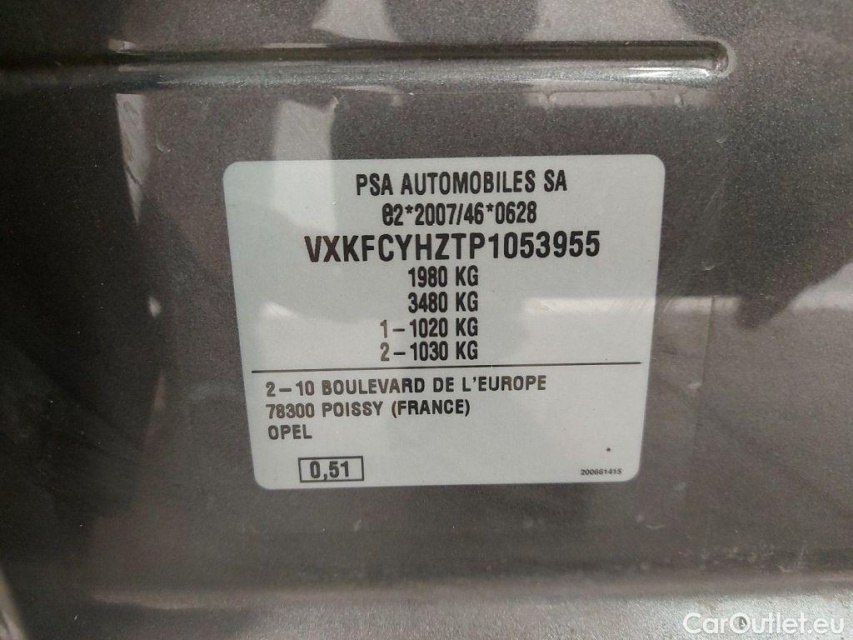 PSA AUTOMOBILES SA
e2*2007/46*0628
VXKFCYHZTP1053955
1980 KG
3480 KG
1-1020 KG
2-1030 KG
2-10 BOULEVARD DE L'EUROPE
78300 POISSY (FRANCE)
OPEL
0,51
200661415
CarOutlet.eu